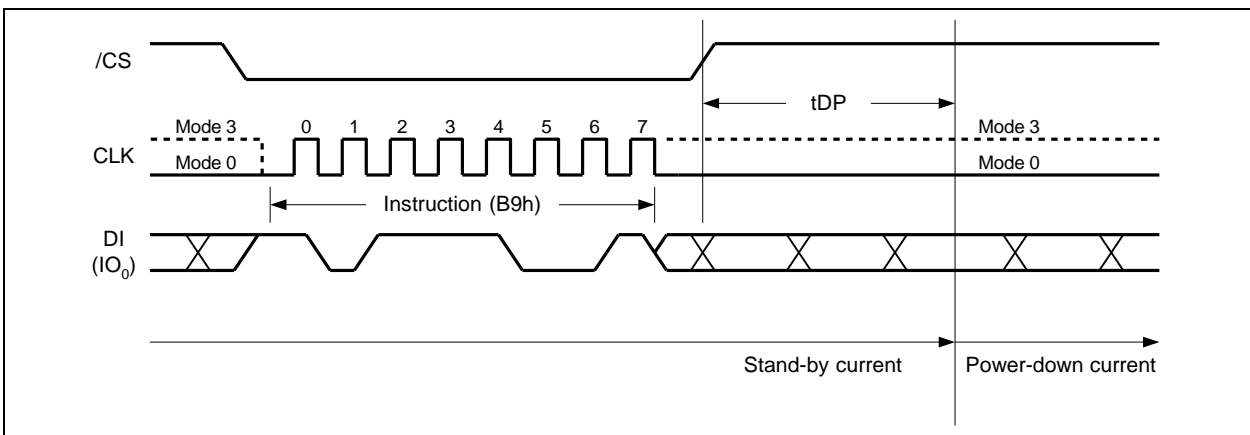 /CS
tDP
Mode 3 0 1 2 3 4 5 6 7 Mode 3
CLK
Mode 0 Mode 0
Instruction (B9h)
DI
(IO₀)
Stand-by current Power-down current